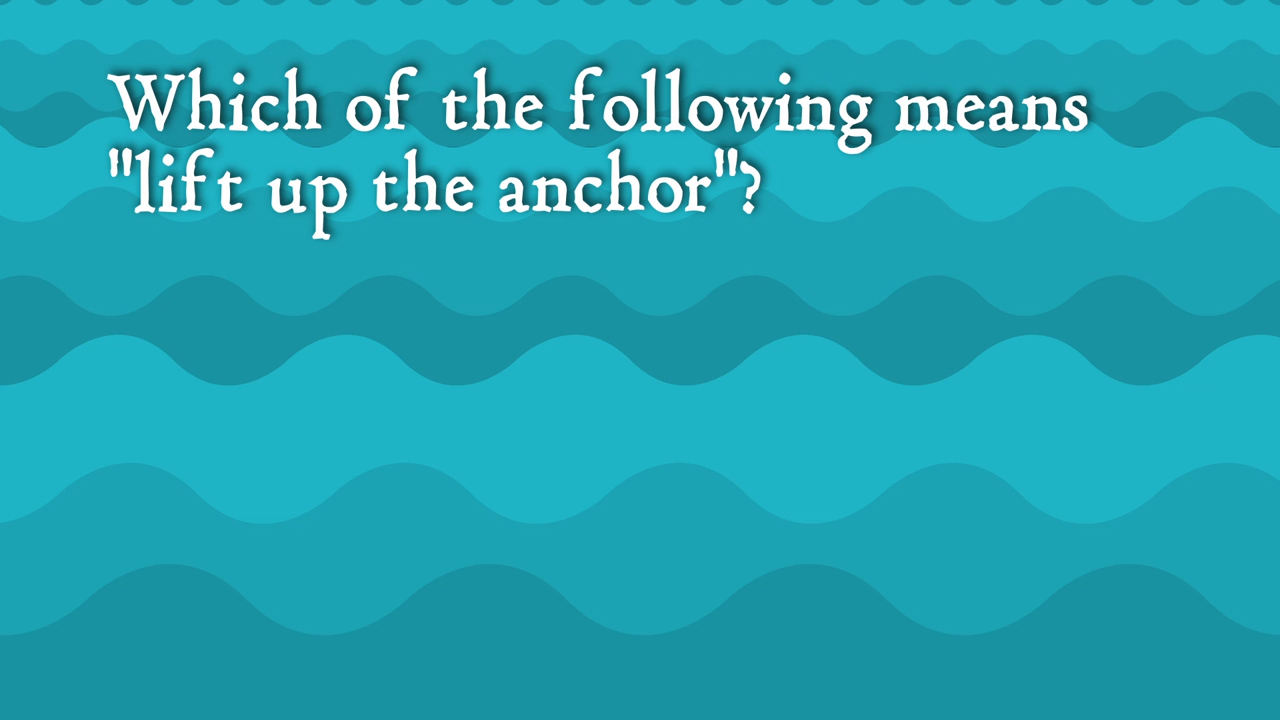 Which of the following means
"lift up the anchor"?